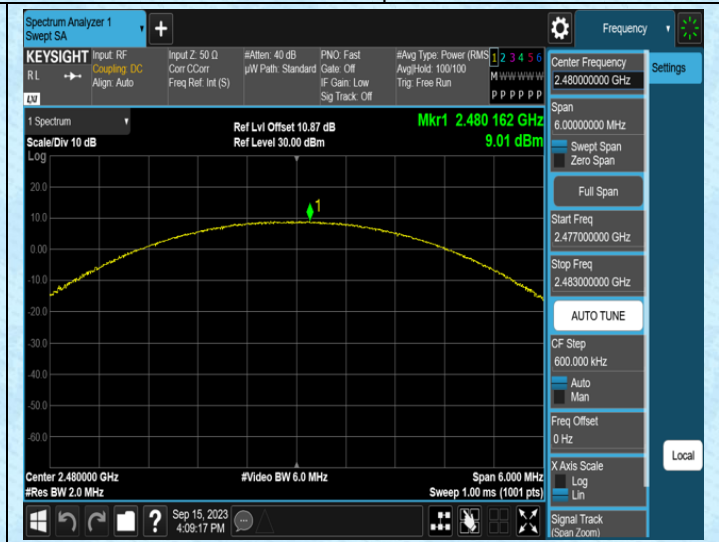 Spectrum Analyzer 1
Swept SA
+
Frequency
KEYSIGHT
RL
LXI
Input: RF
Coupling: DC
Align: Auto
Input Z: 50 Ω
Corr CCorr
Freq Ref: Int (S)
#Atten: 40 dB
µW Path: Standard
PNO: Fast
Gate: Off
IF Gain: Low
Sig Track: Off
#Avg Type: Power (RMS
Avg|Hold: 100/100
Trig: Free Run
1 2 3 4 5 6
M W W W W W
P P P P P P
1 Spectrum
Scale/Div 10 dB
Log
Ref Lvl Offset 10.87 dB
Ref Level 30.00 dBm
Mkr1 2.480 162 GHz
9.01 dBm
1
20.0
10.0
0.00
-10.0
-20.0
-30.0
-40.0
-50.0
-60.0
Center 2.480000 GHz
#Res BW 2.0 MHz
#Video BW 6.0 MHz
Span 6.000 MHz
Sweep 1.00 ms (1001 pts)
?
Sep 15, 2023
4:09:17 PM
Center Frequency
2.480000000 GHz
Settings
Span
6.00000000 MHz
Swept Span
Zero Span
Full Span
Start Freq
2.477000000 GHz
Stop Freq
2.483000000 GHz
AUTO TUNE
CF Step
600.000 kHz
Auto
Man
Freq Offset
0 Hz
X Axis Scale
Log
Lin
Local
Signal Track
(Span Zoom)